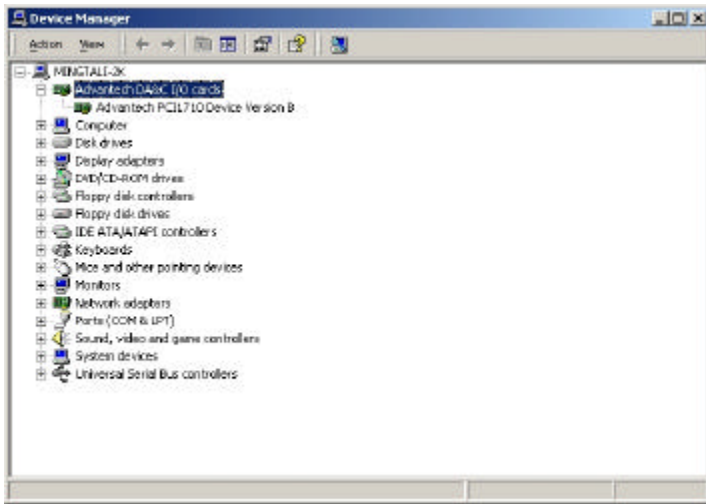 Device Manager
Action View
MINGTALI-2K
Advantech DA&C I/O cards
Advantech PCI1710 Device Version B
Computer
Disk drives
Display adapters
DVD/CD-ROM drives
Floppy disk controllers
Floppy disk drives
IDE ATA/ATAPI controllers
Keyboards
Mice and other pointing devices
Monitors
Network adapters
Ports (COM & LPT)
Sound, video and game controllers
System devices
Universal Serial Bus controllers